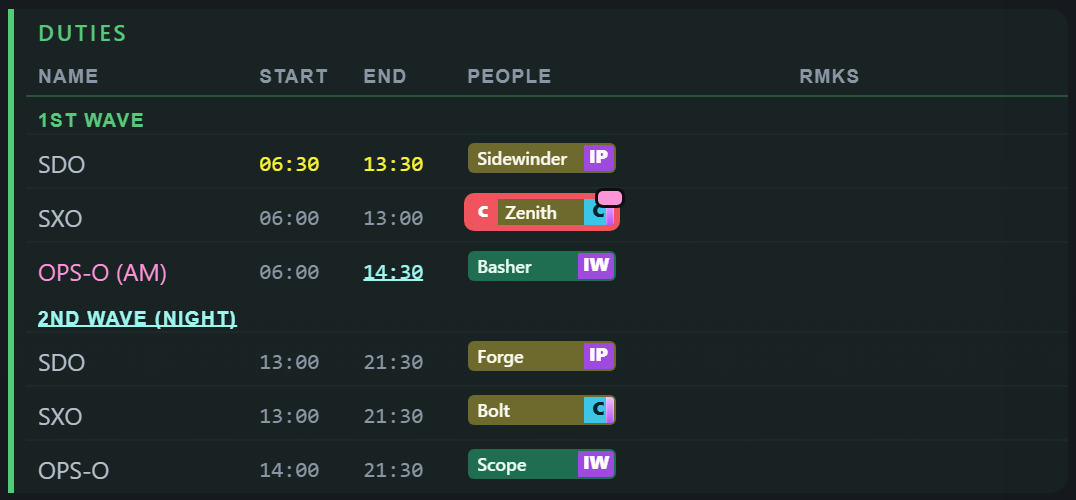 DUTIES
NAME START END PEOPLE RMKS
1ST WAVE
SDO 06:30 13:30 Sidewinder IP
SXO 06:00 13:00 C Zenith C
OPS-O (AM) 06:00 14:30 Basher IW
2ND WAVE (NIGHT)
SDO 13:00 21:30 Forge IP
SXO 13:00 21:30 Bolt C
OPS-O 14:00 21:30 Scope IW